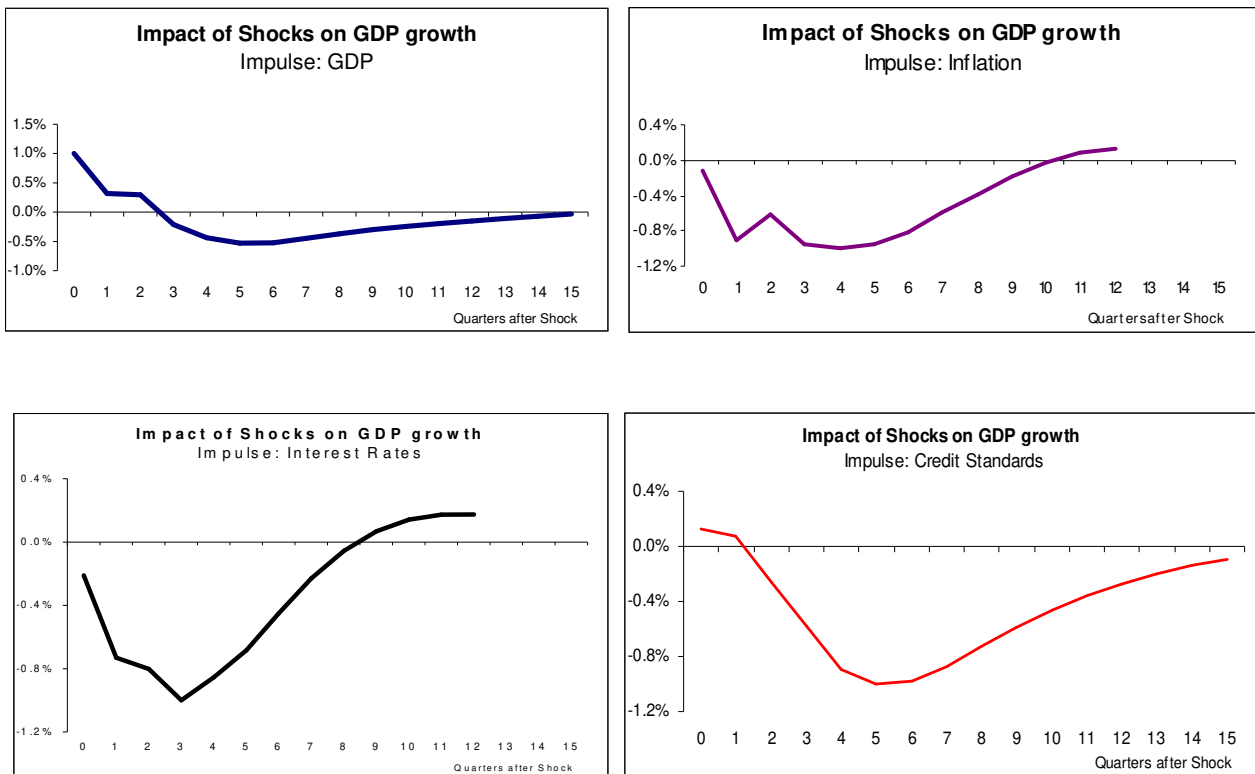 Impact of Shocks on GDP growth
Impulse: GDP
1.5%
1.0%
0.5%
0.0%
-0.5%
-1.0%
0 1 2 3 4 5 6 7 8 9 10 11 12 13 14 15
Quarters after Shock
Impact of Shocks on GDP growth
Impulse: Inflation
0.4%
0.0%
-0.4%
-0.8%
-1.2%
0 1 2 3 4 5 6 7 8 9 10 11 12 13 14 15
Quartersafter Shock
Impact of Shocks on GDP growth
Impulse: Interest Rates
0.4%
0.0%
-0.4%
-0.8%
-1.2%
0 1 2 3 4 5 6 7 8 9 10 11 12 13 14 15
Quarters after Shock
Impact of Shocks on GDP growth
Impulse: Credit Standards
0.4%
0.0%
-0.4%
-0.8%
-1.2%
0 1 2 3 4 5 6 7 8 9 10 11 12 13 14 15
Quarters after Shock